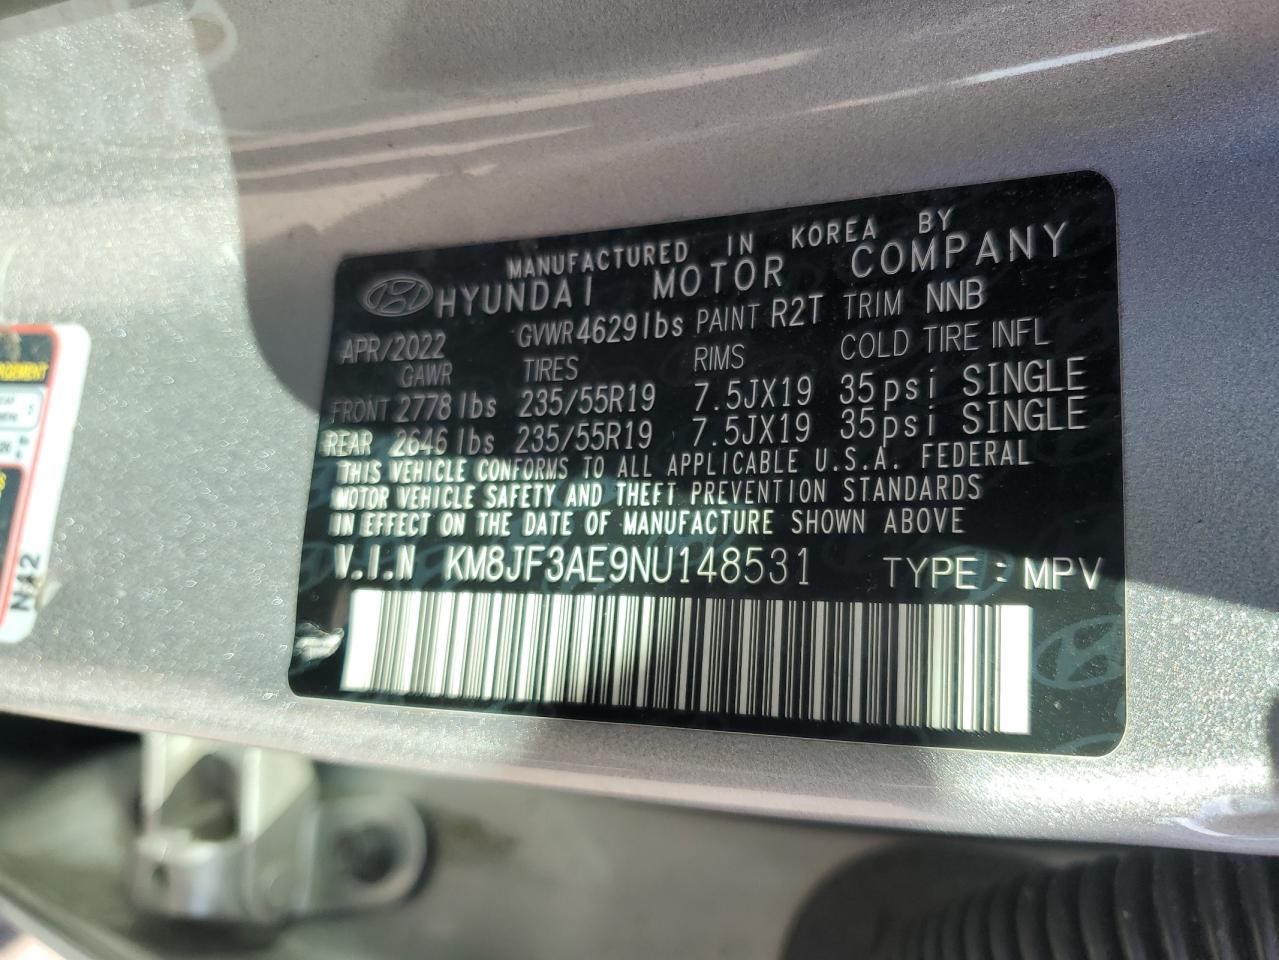 MANUFACTURED IN KOREA BY
HYUNDAI MOTOR COMPANY
APR/2022 GVWR 4629lbs PAINT R2T TRIM NNB
GAWR TIRES RIMS COLD TIRE INFL
FRONT 2778 lbs 235/55R19 7.5JX19 35psi SINGLE
REAR 2646 lbs 235/55R19 7.5JX19 35psi SINGLE
THIS VEHICLE CONFORMS TO ALL APPLICABLE U.S.A. FEDERAL
MOTOR VEHICLE SAFETY AND THEFT PREVENTION STANDARDS
IN EFFECT ON THE DATE OF MANUFACTURE SHOWN ABOVE
V.I.N KM8JF3AE9NU148531 TYPE : MPV